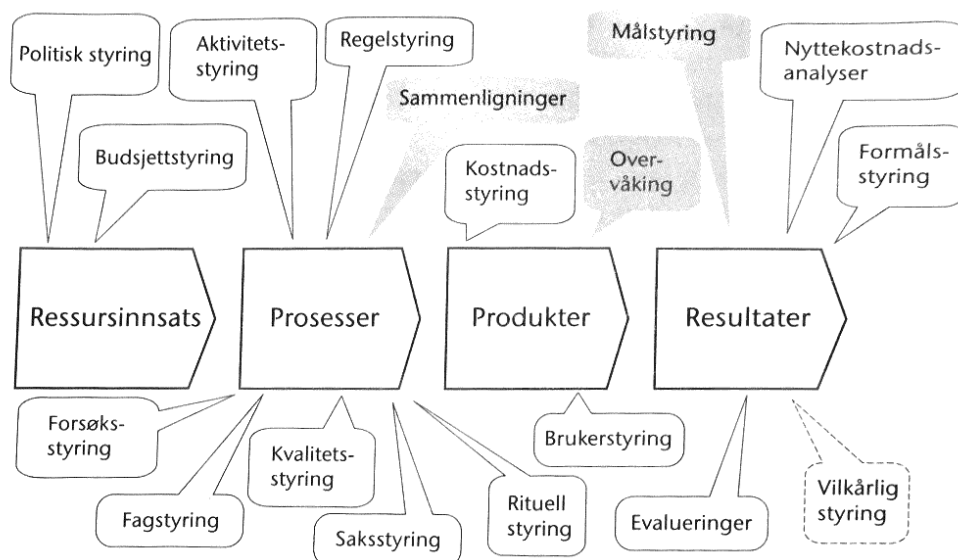 Politisk styring
Aktivitets-
styring
Regelstyring
Målstyring
Nyttekostnads-
analyser
Sammenligninger
Budsjettstyring
Kostnads-
styring
Over-
våking
Formåls-
styring
Ressursinnsats
Prosesser
Produkter
Resultater
Forsøks-
styring
Fagstyring
Kvalitets-
styring
Saksstyring
Rituell
styring
Brukerstyring
Evalueringer
Vilkårlig
styring